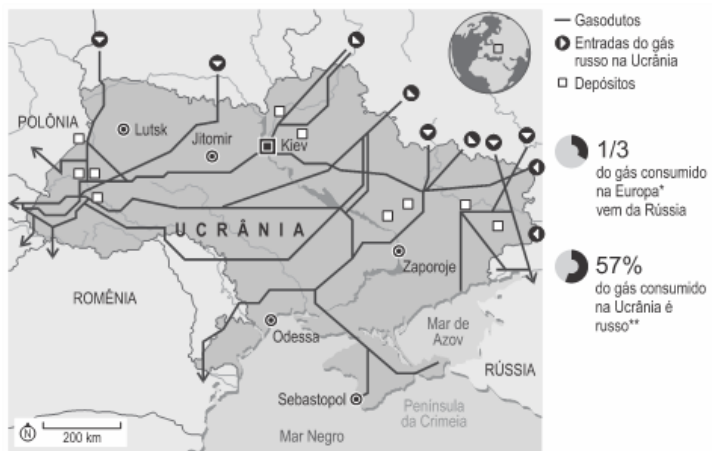 POLÔNIA
Lutsk
Jitomir
Kiev
UCRÂNIA
Zaporoje
ROMÊNIA
Odessa
Mar de
Azov
RÚSSIA
Sebastopol
Península
da Crimeia
Mar Negro
N
200 km
Gasodutos
Entradas do gás
russo na Ucrânia
Depósitos
1/3
do gás consumido
na Europa*
vem da Rússia
57%
do gás consumido
na Ucrânia é
russo**